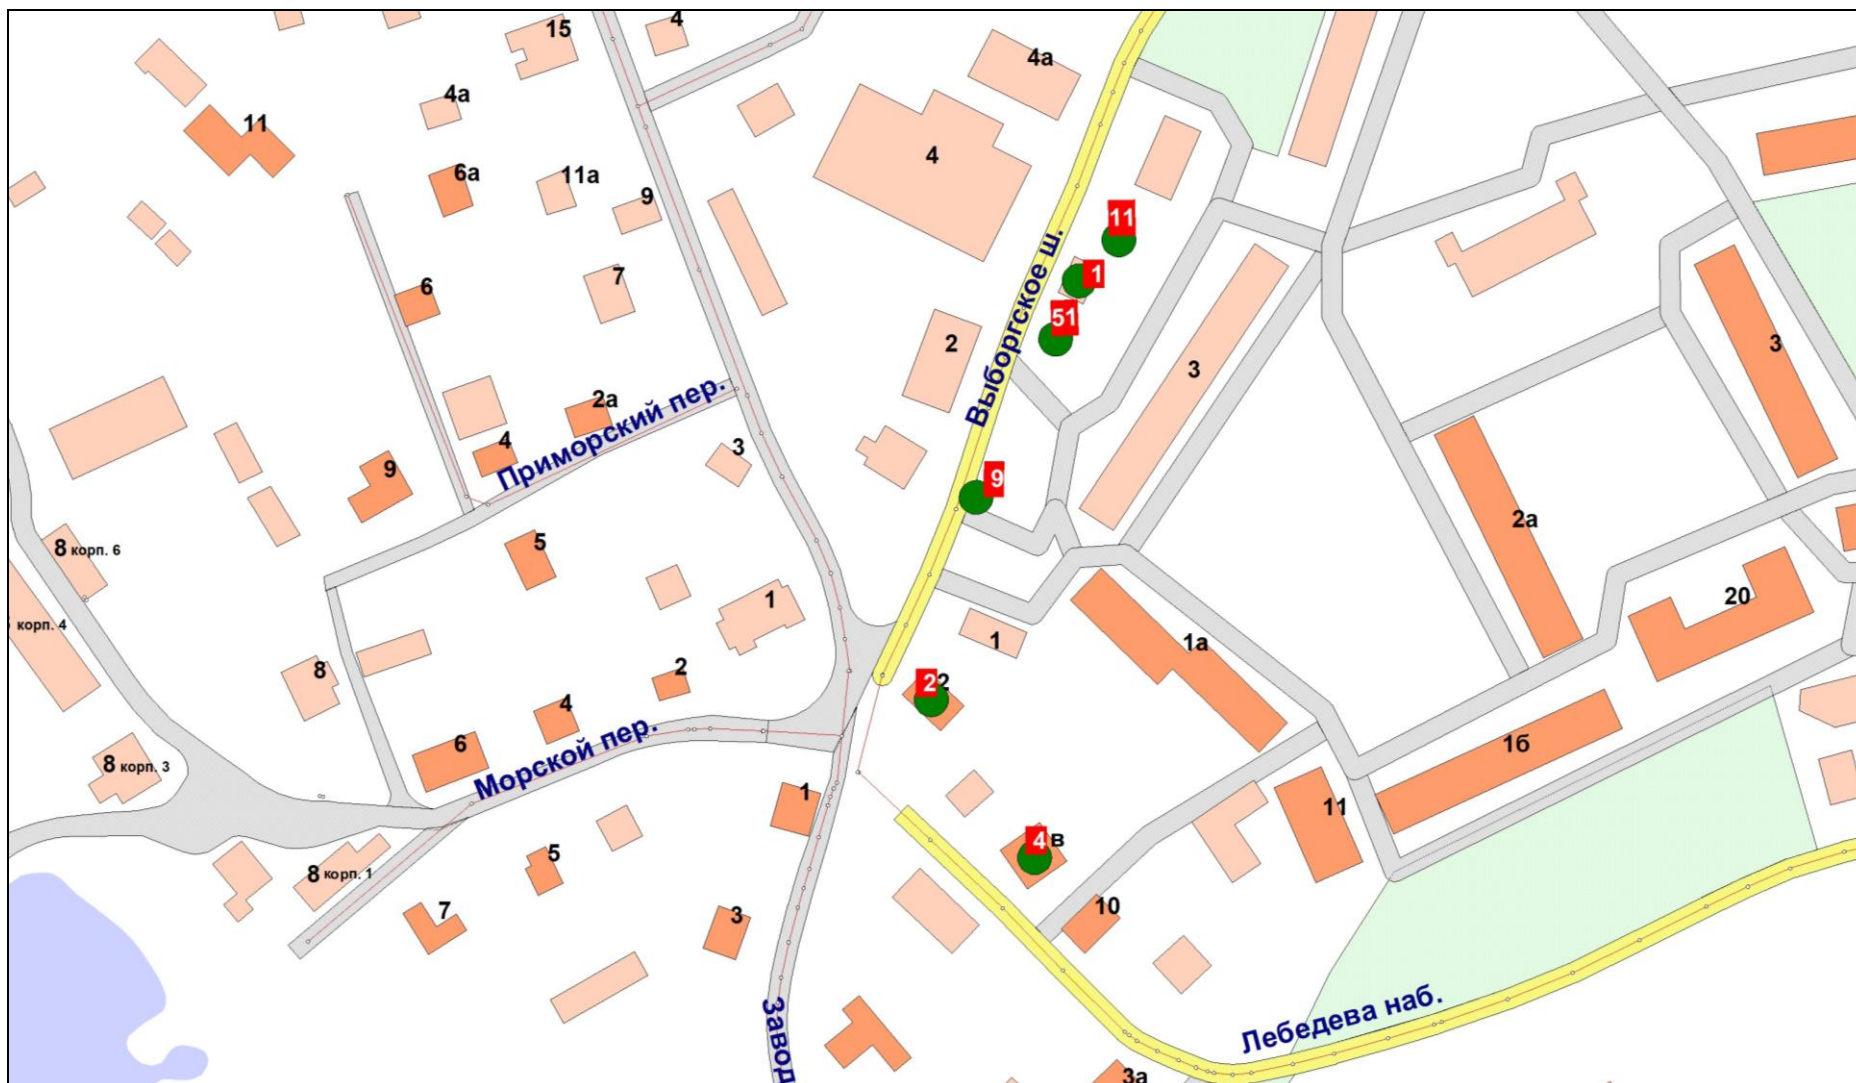 15
4
4а
4а
11
4
6а
11а
9
11
6
7
1
51
2
3
3
Выборгское ш.
2а
Приморский пер.
4
3
9
9
2а
8 корп. 6
5
1
20
корп. 4
1
1а
8
2
2
2
4
6
Морской пер.
1б
8 корп. 3
1
11
4
в
5
8 корп. 1
7
3
10
Завод
Лебедева наб.
3а